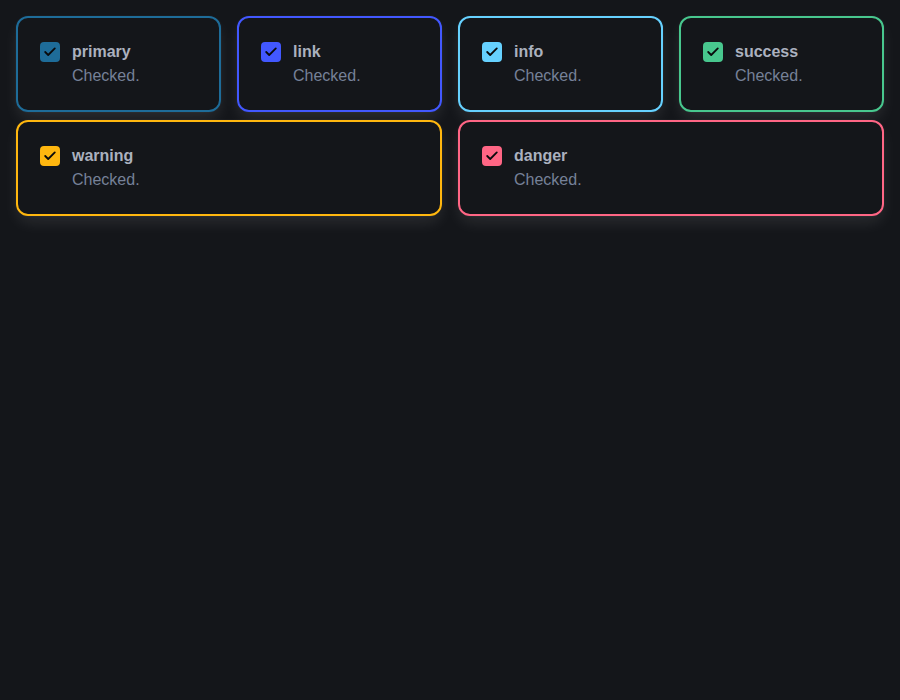 primary
Checked.
link
Checked.
info
Checked.
success
Checked.
warning
Checked.
danger
Checked.